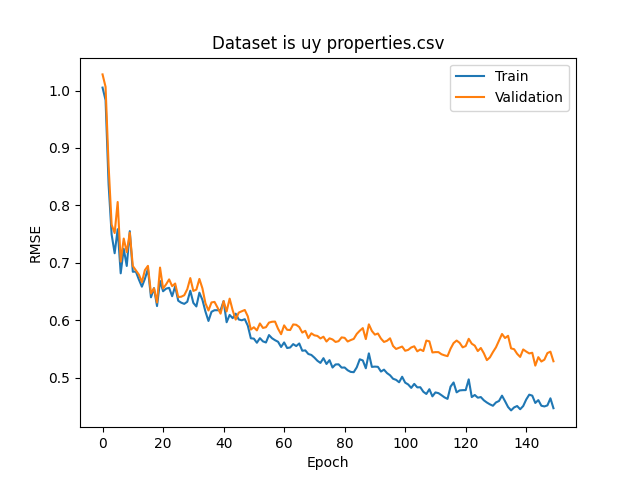 Dataset is uy properties.csv
Train
Validation
RMSE
1.0
0.9
0.8
0.7
0.6
0.5
0 20 40 60 80 100 120 140
Epoch